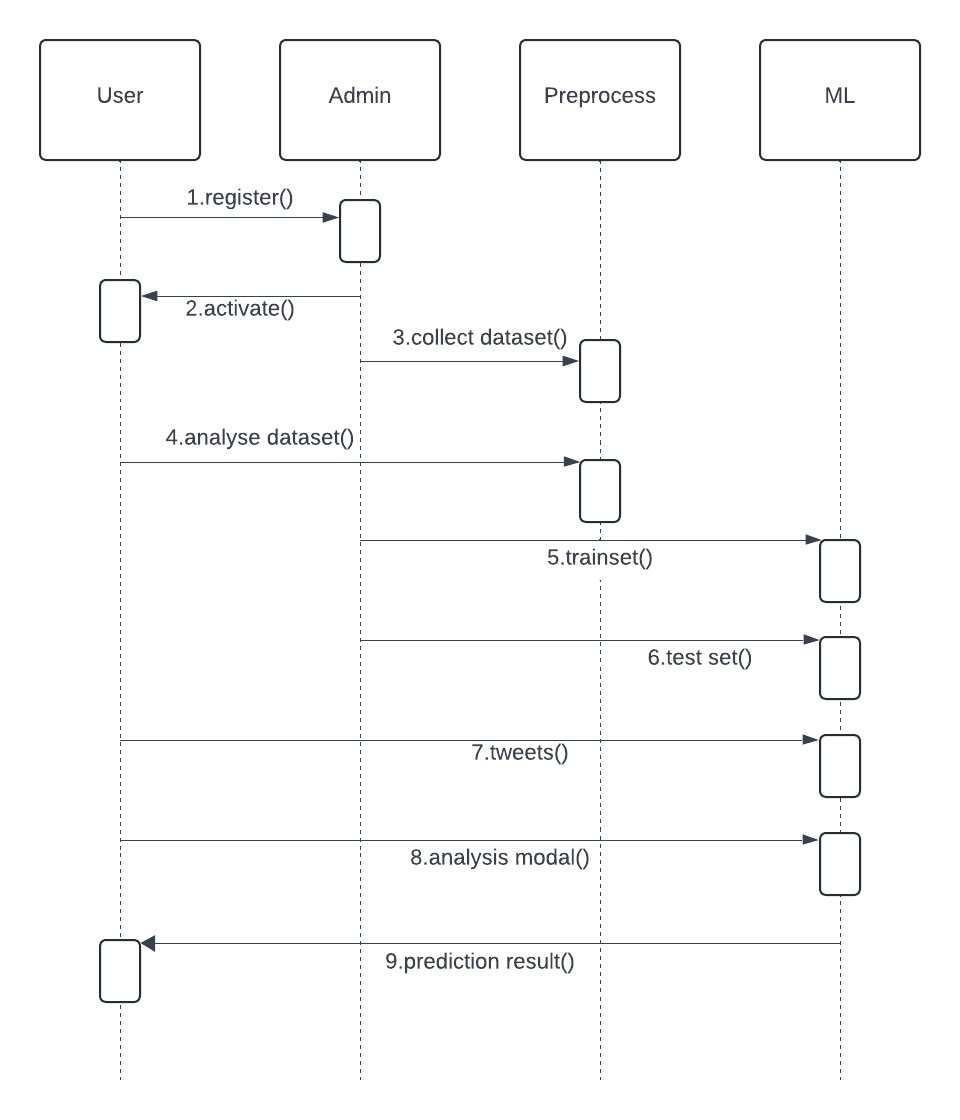 User
Admin
Preprocess
ML
1.register()
2.activate()
3.collect dataset()
4.analyse dataset()
5.trainset()
6.test set()
7.tweets()
8.analysis modal()
9.prediction result()